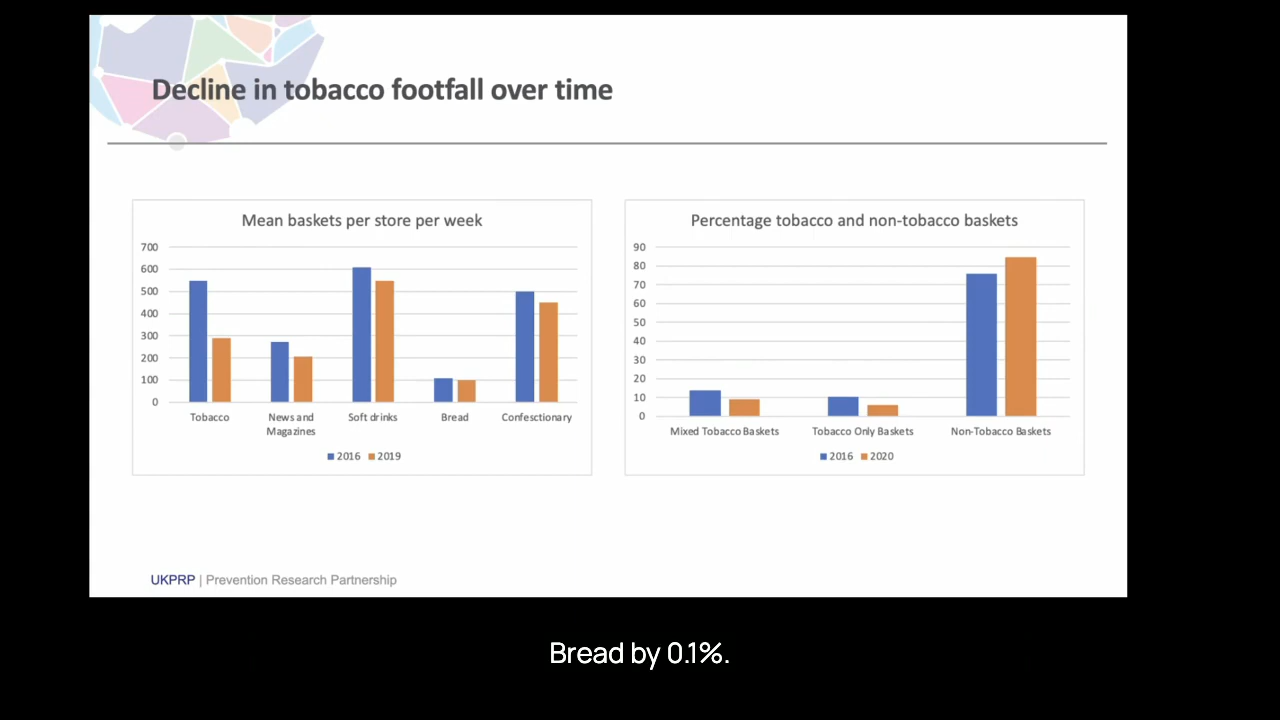 Decline in tobacco footfall over time
Mean baskets per store per week
700
600
500
400
300
200
100
0
Tobacco
News and
Magazines
Soft drinks
Bread
Confesctionary
2016
2019
Percentage tobacco and non-tobacco baskets
90
80
70
60
50
40
30
20
10
0
Mixed Tobacco Baskets
Tobacco Only Baskets
Non-Tobacco Baskets
2016
2020
UKPRP | Prevention Research Partnership
Bread by 0.1%.